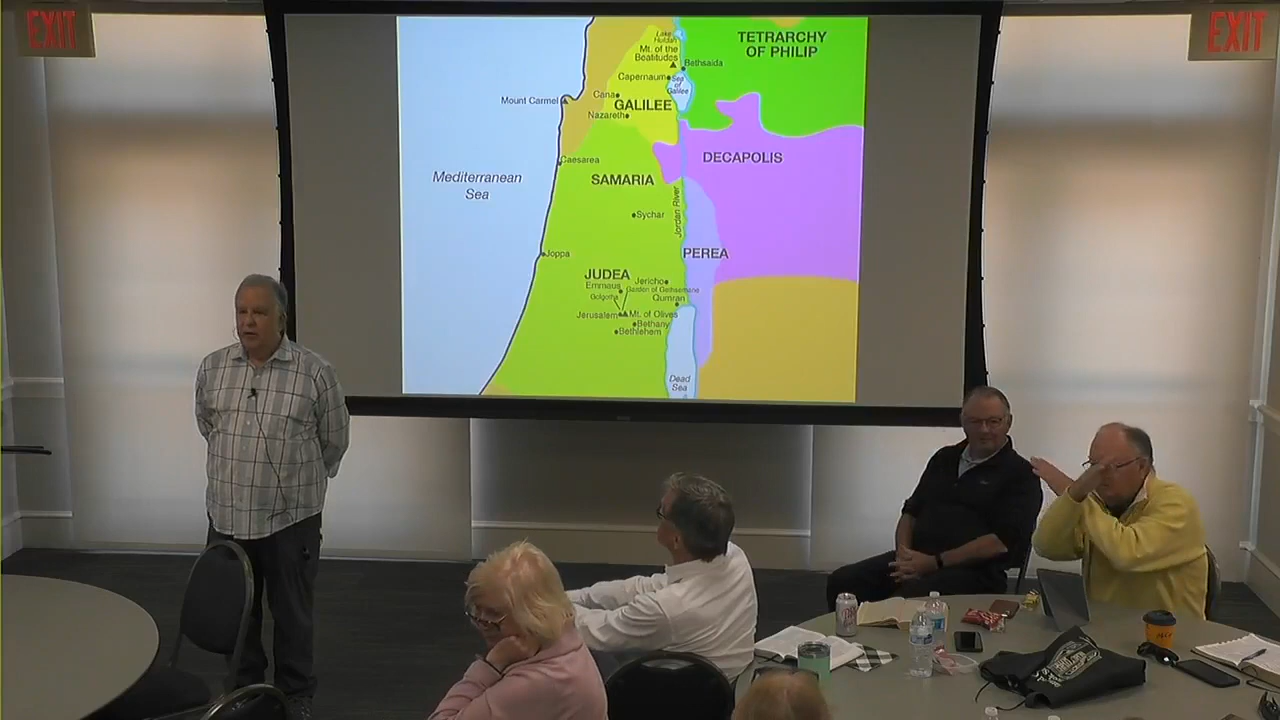 EXIT
EXIT
TETRARCHY
OF PHILIP
Lake
Huldah
Mt. of the
Beatitudes
Bethsaida
Capernaum
Sea
of
Galilee
Mount Carmel
Cana
GALILEE
Nazareth
Caesarea
DECAPOLIS
Mediterranean
Sea
SAMARIA
Jordan River
Sychar
Joppa
PEREA
JUDEA
Jericho
Emmaus
Garden of Gethsemane
Golgotha
Qumran
Jerusalem
Mt. of Olives
Bethany
Bethlehem
Dead
Sea